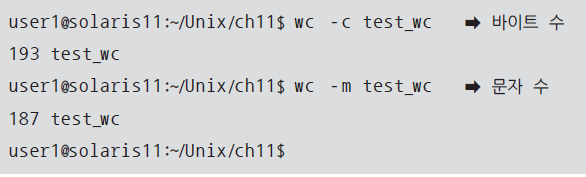 user1@solaris11:~/Unix/ch11$ wc -c test_wc ➡ 바이트 수
193 test_wc
user1@solaris11:~/Unix/ch11$ wc -m test_wc ➡ 문자 수
187 test_wc
user1@solaris11:~/Unix/ch11$